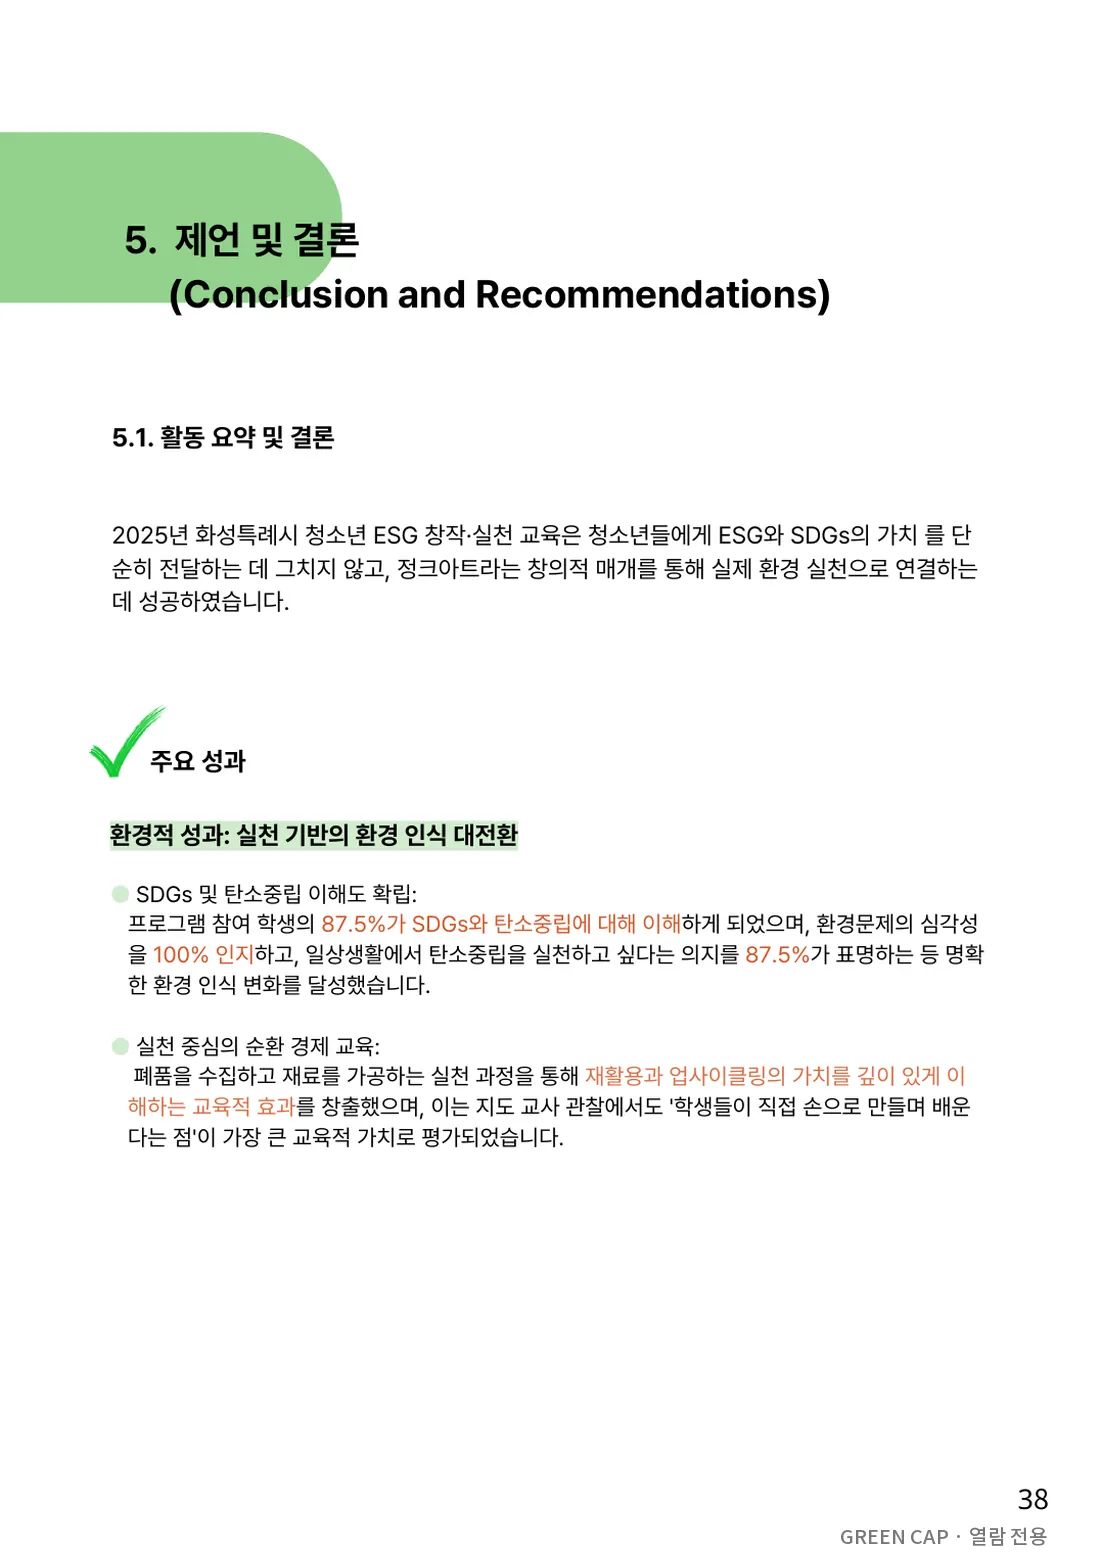 5. 제언 및 결론
(Conclusion and Recommendations)
5.1. 활동 요약 및 결론
2025년 화성특례시 청소년 ESG 창작·실천 교육은 청소년들에게 ESG와 SDGs의 가치 를 단
순히 전달하는 데 그치지 않고, 정크아트라는 창의적 매개를 통해 실제 환경 실천으로 연결하는
데 성공하였습니다.
주요 성과
환경적 성과: 실천 기반의 환경 인식 대전환
SDGs 및 탄소중립 이해도 확립:
프로그램 참여 학생의 87.5%가 SDGs와 탄소중립에 대해 이해하게 되었으며, 환경문제의 심각성
을 100% 인지하고, 일상생활에서 탄소중립을 실천하고 싶다는 의지를 87.5%가 표명하는 등 명확
한 환경 인식 변화를 달성했습니다.
실천 중심의 순환 경제 교육:
폐품을 수집하고 재료를 가공하는 실천 과정을 통해 재활용과 업사이클링의 가치를 깊이 있게 이
해하는 교육적 효과를 창출했으며, 이는 지도 교사 관찰에서도 '학생들이 직접 손으로 만들며 배운
다는 점'이 가장 큰 교육적 가치로 평가되었습니다.
38
GREEN CAP · 열람 전용